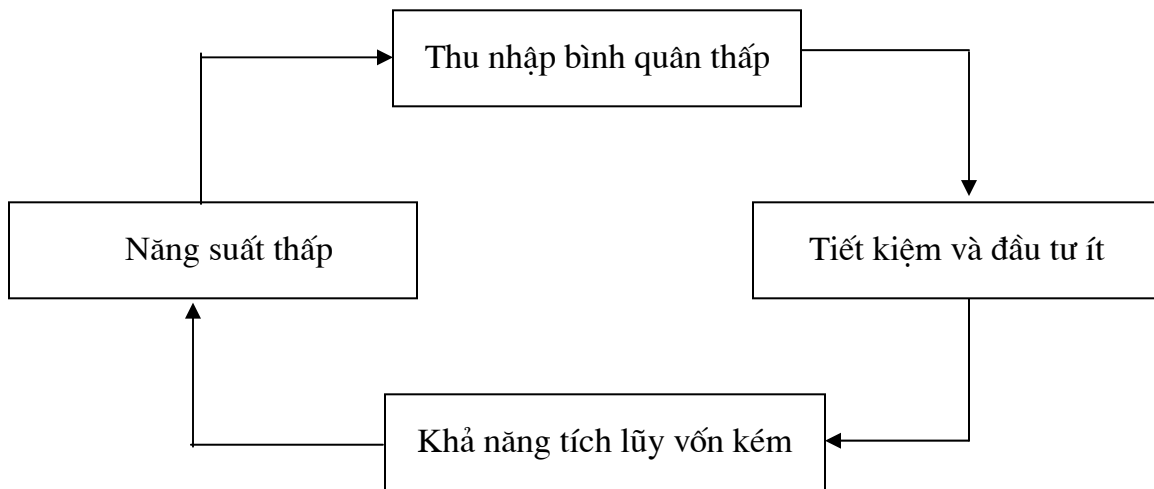 Thu nhập bình quân thấp
Năng suất thấp
Tiết kiệm và đầu tư ít
Khả năng tích lũy vốn kém